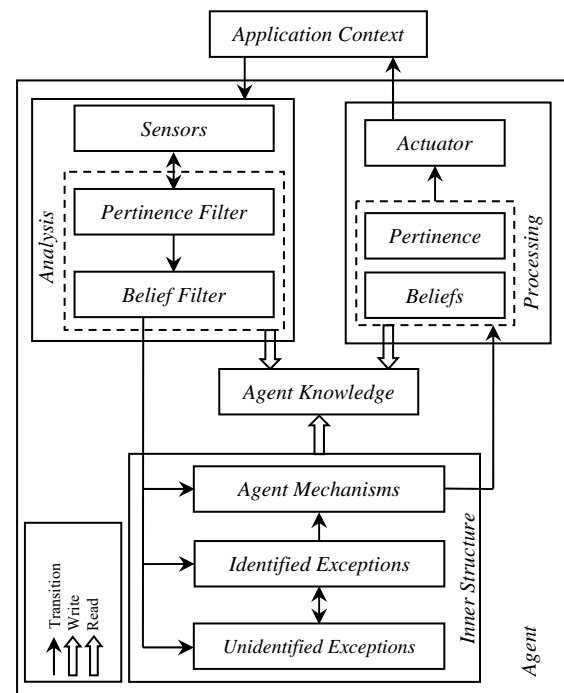 Application Context
Sensors
Pertinence Filter
Belief Filter
Analysis
Actuator
Pertinence
Beliefs
Processing
Agent Knowledge
Agent Mechanisms
Identified Exceptions
Unidentified Exceptions
Inner Structure
Transition
Write
Read
Agent